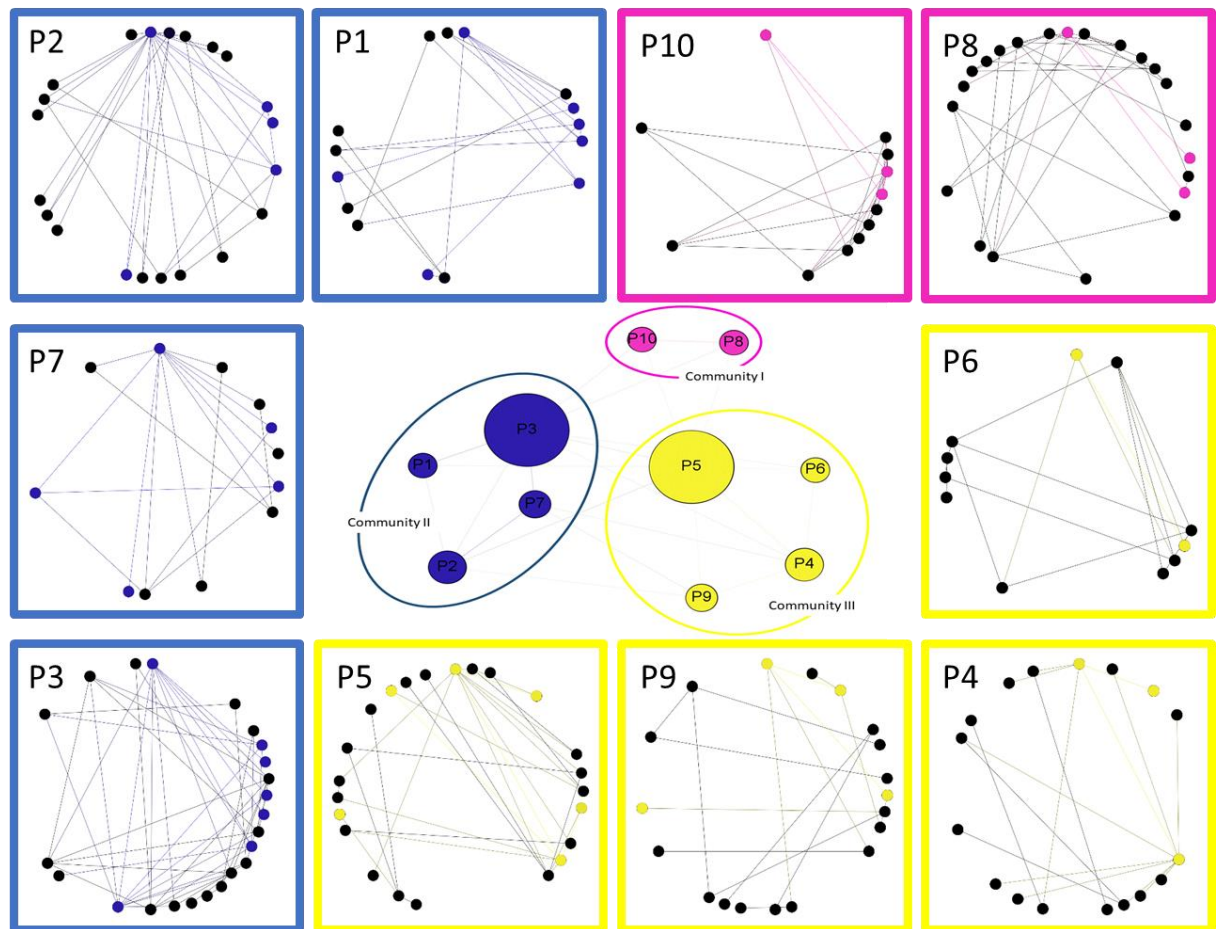 P2
P1
P10
P8
P7
P10
P8
Community I
P3
P1
P7
Community II
P2
P5
P6
P4
P9
Community III
P6
P3
P5
P9
P4